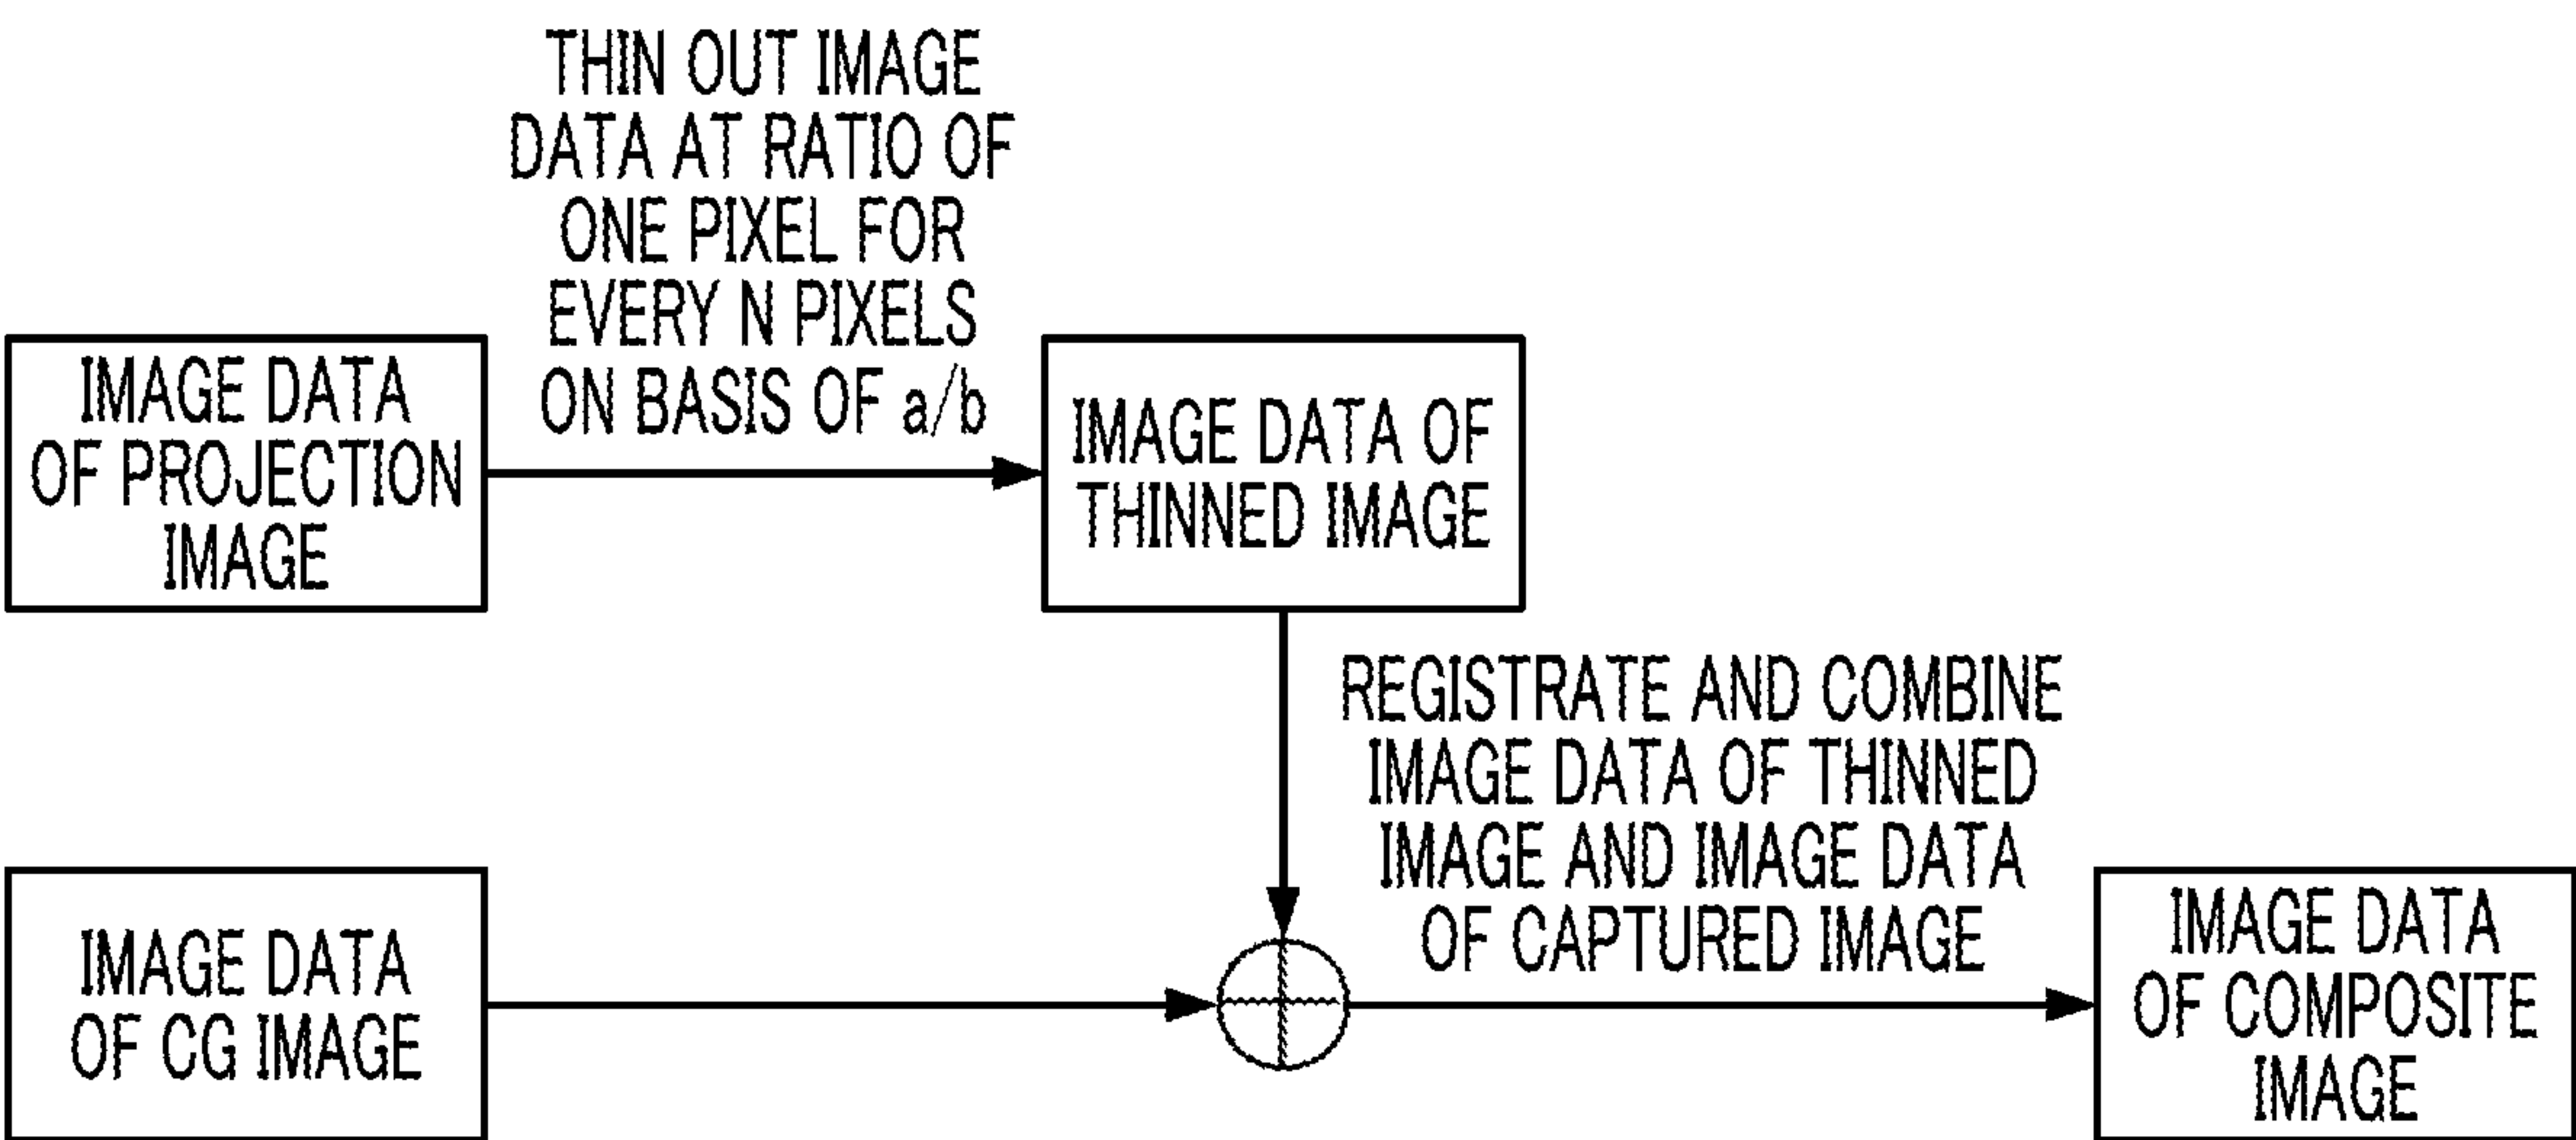 THIN OUT IMAGE
DATA AT RATIO OF
ONE PIXEL FOR
EVERY N PIXELS
ON BASIS OF a/b
IMAGE DATA
OF PROJECTION
IMAGE
IMAGE DATA OF
THINNED IMAGE
REGISTRATE AND COMBINE
IMAGE DATA OF THINNED
IMAGE AND IMAGE DATA
OF CAPTURED IMAGE
IMAGE DATA
OF CG IMAGE
IMAGE DATA
OF COMPOSITE
IMAGE